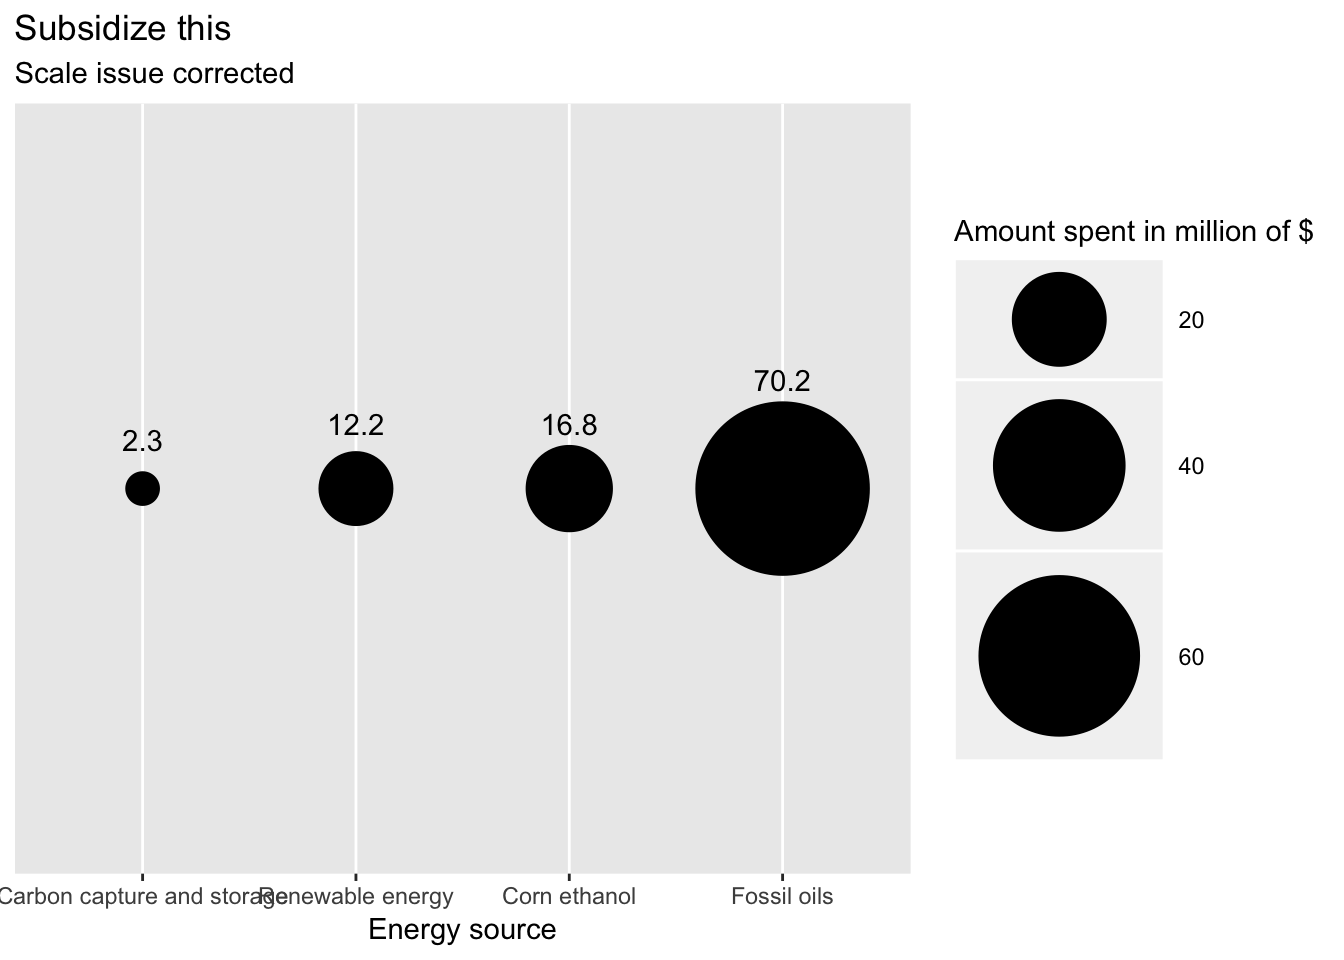 Subsidize this
Scale issue corrected
Amount spent in million of $
20
40
60
2.3
12.2
16.8
70.2
Carbon capture and storage
Renewable energy
Corn ethanol
Fossil oils
Energy source